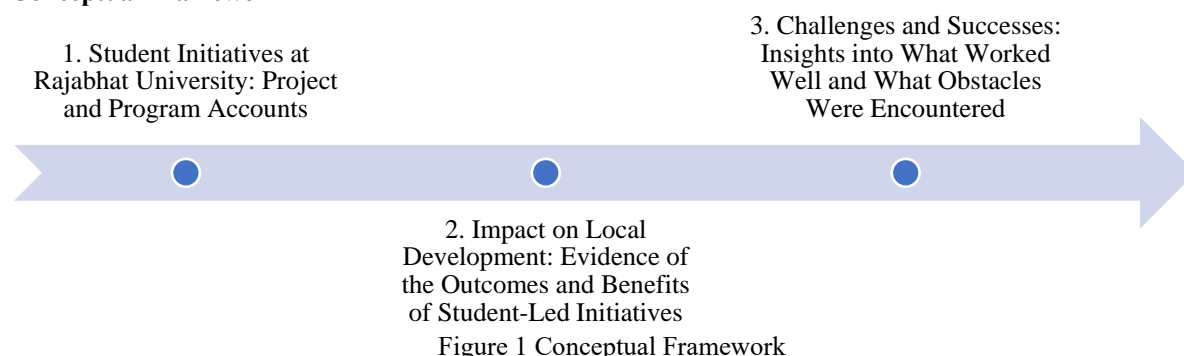 1. Student Initiatives at
Rajabhat University: Project
and Program Accounts
2. Impact on Local
Development: Evidence of
the Outcomes and Benefits
of Student-Led Initiatives
3. Challenges and Successes:
Insights into What Worked
Well and What Obstacles
Were Encountered
Figure 1 Conceptual Framework